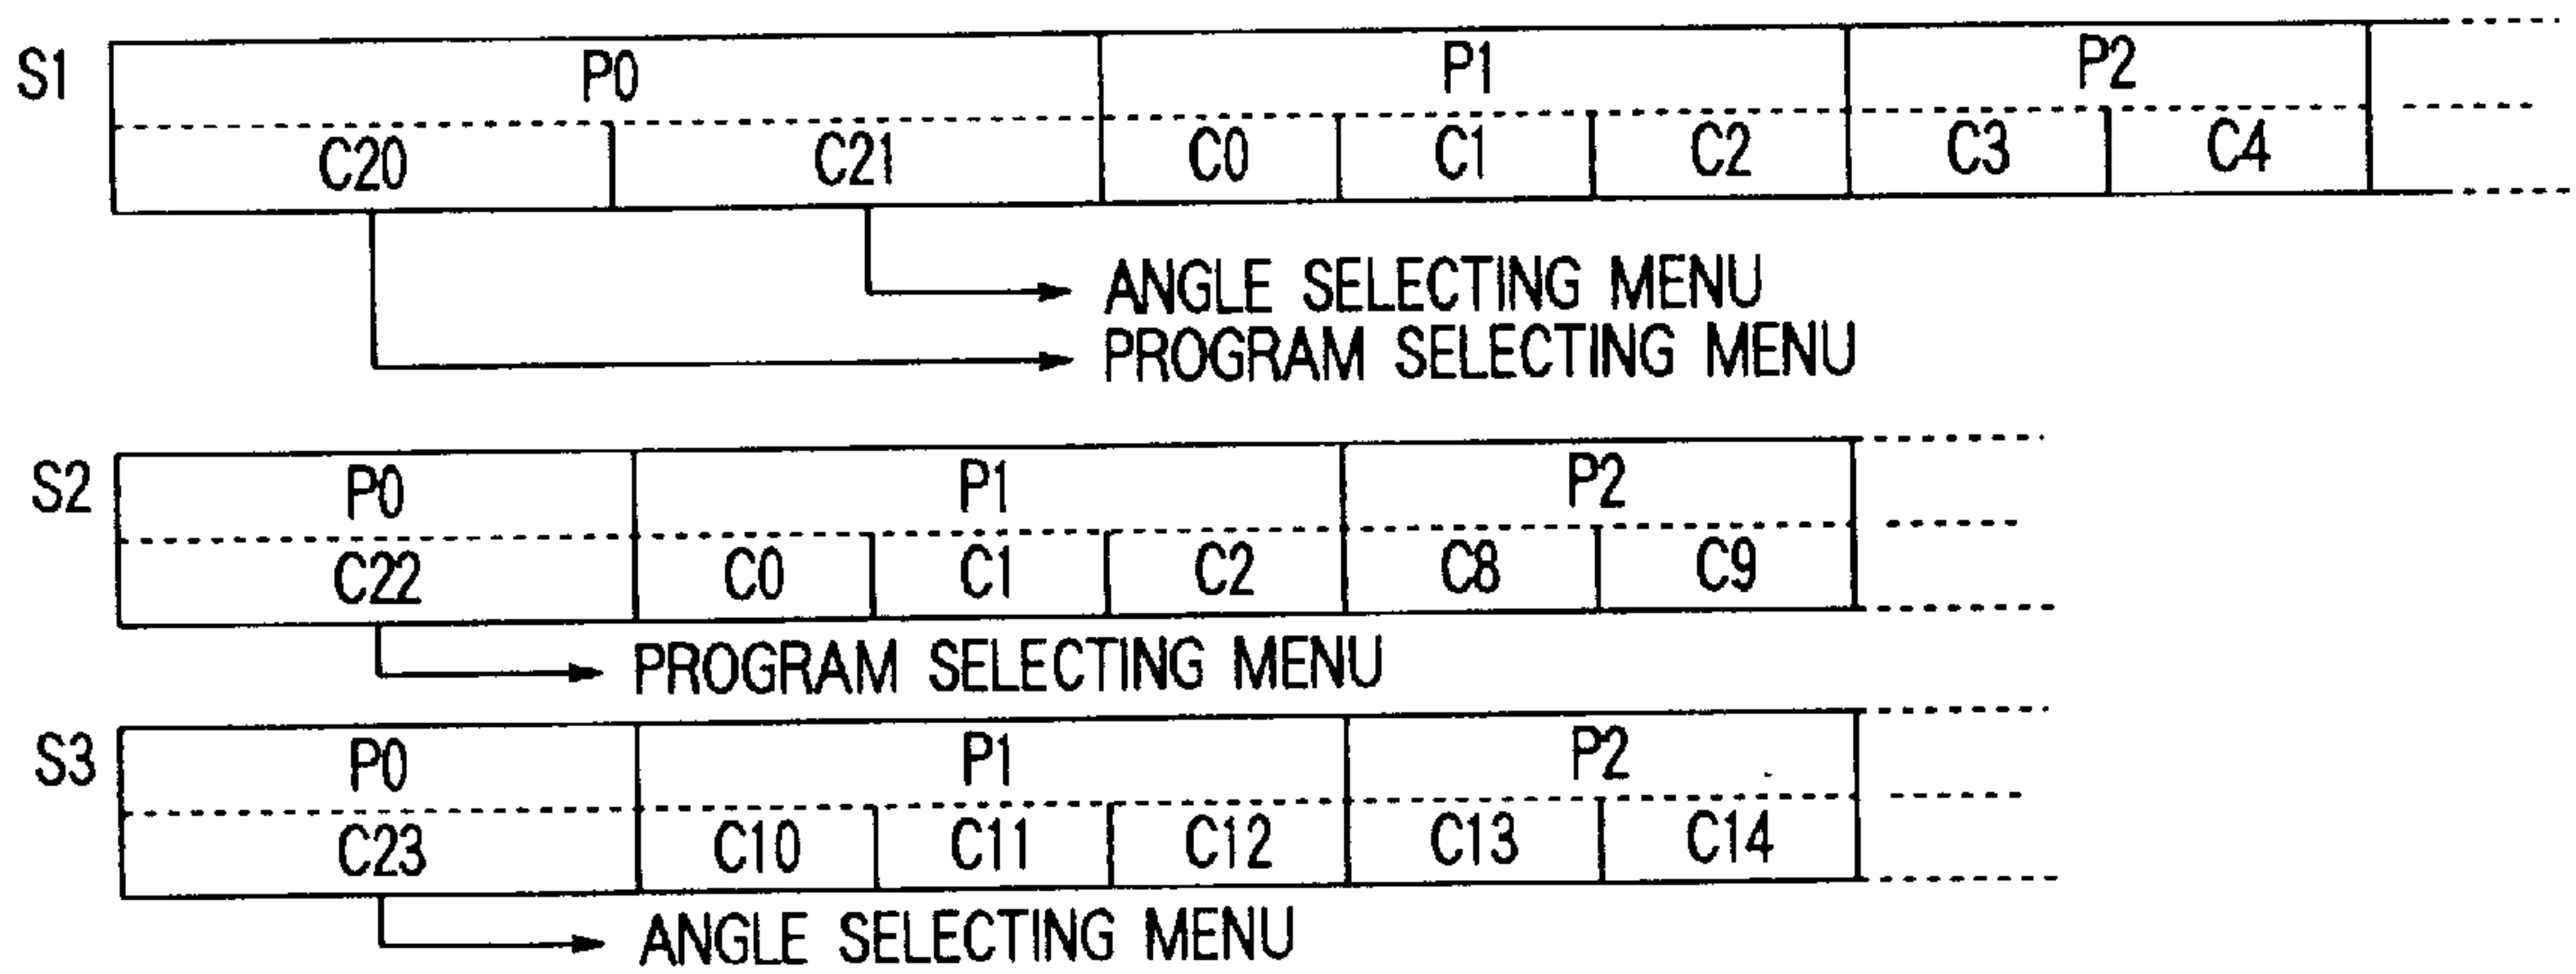 S1 P0 P1 P2
C20 C21 C0 C1 C2 C3 C4
ANGLE SELECTING MENU
PROGRAM SELECTING MENU
S2 P0 P1 P2
C22 C0 C1 C2 C8 C9
PROGRAM SELECTING MENU
S3 P0 P1 P2
C23 C10 C11 C12 C13 C14
ANGLE SELECTING MENU